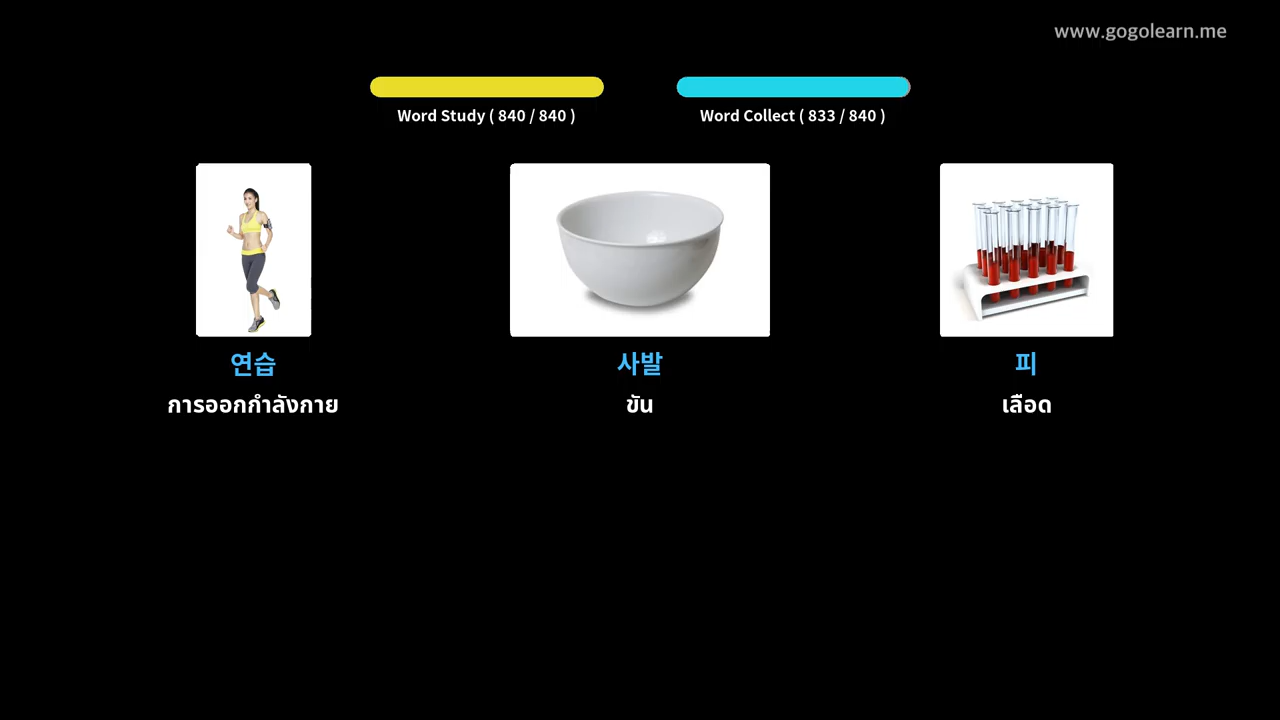 www.gogolearn.me
Word Study ( 840 / 840 )
Word Collect ( 833 / 840 )
연습
사발
피
การออกกำลังกาย
ขัน
เลือด